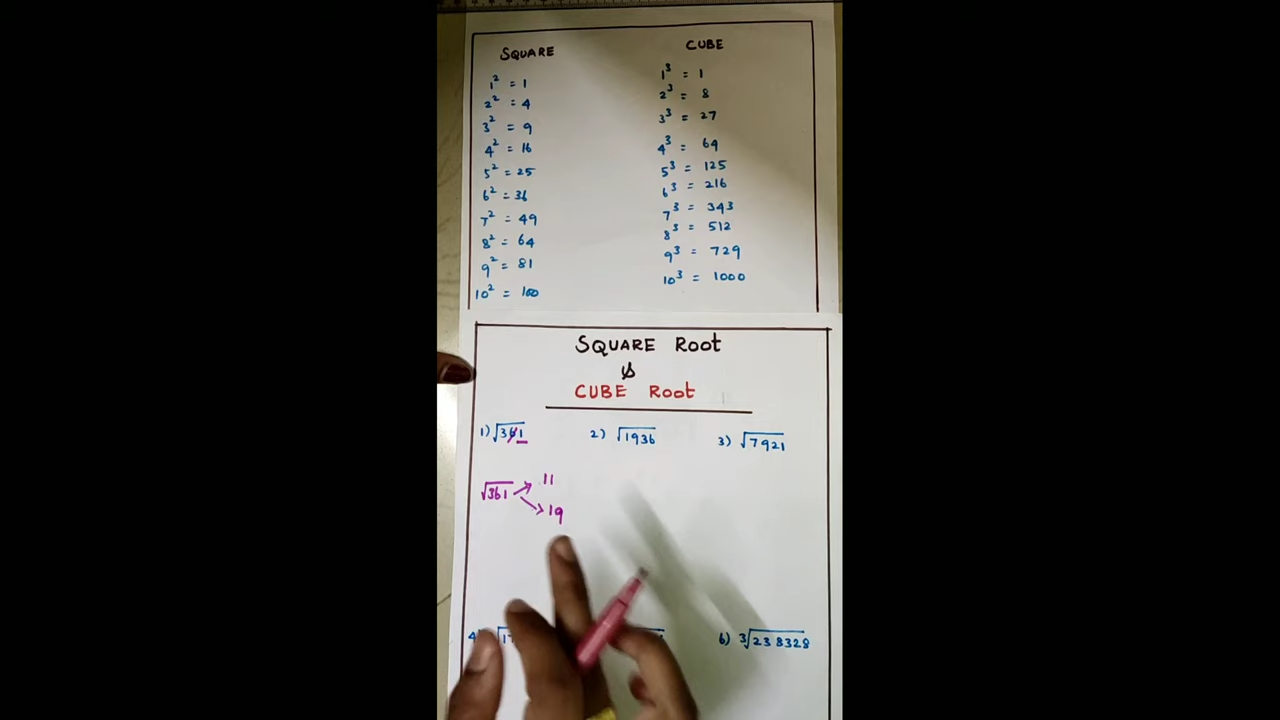 SQUARE
1² = 1
2² = 4
3² = 9
4² = 16
5² = 25
6² = 36
7² = 49
8² = 64
9² = 81
10² = 100
CUBE
1³ = 1
2³ = 8
3³ = 27
4³ = 64
5³ = 125
6³ = 216
7³ = 343
8³ = 512
9³ = 729
10³ = 1000
SQUARE Root
&
CUBE Root
1) √361
2) √1936
3) √7921
√361
11
19
6) ³√238328